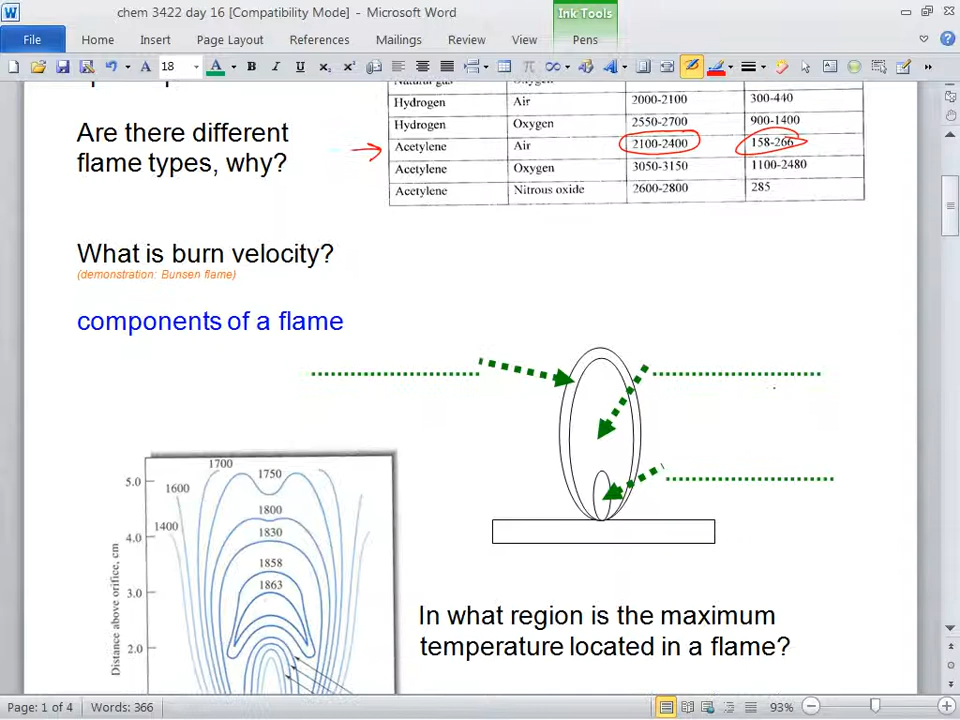 chem 3422 day 16 [Compatibility Mode] - Microsoft Word
Ink Tools
File Home Insert Page Layout References Mailings Review View Pens
18
Hydrogen Air 2000-2100 300-440
Hydrogen Oxygen 2550-2700 900-1400
Acetylene Air 2100-2400 158-266
Acetylene Oxygen 3050-3150 1100-2480
Acetylene Nitrous oxide 2600-2800 285
Are there different
flame types, why?
What is burn velocity?
(demonstration: Bunsen flame)
components of a flame
1700
1750
5.0
1600
1800
1400
4.0
1830
1858
1863
3.0
2.0
Distance above orifice, cm
In what region is the maximum
temperature located in a flame?
Page: 1 of 4 Words: 366 93%